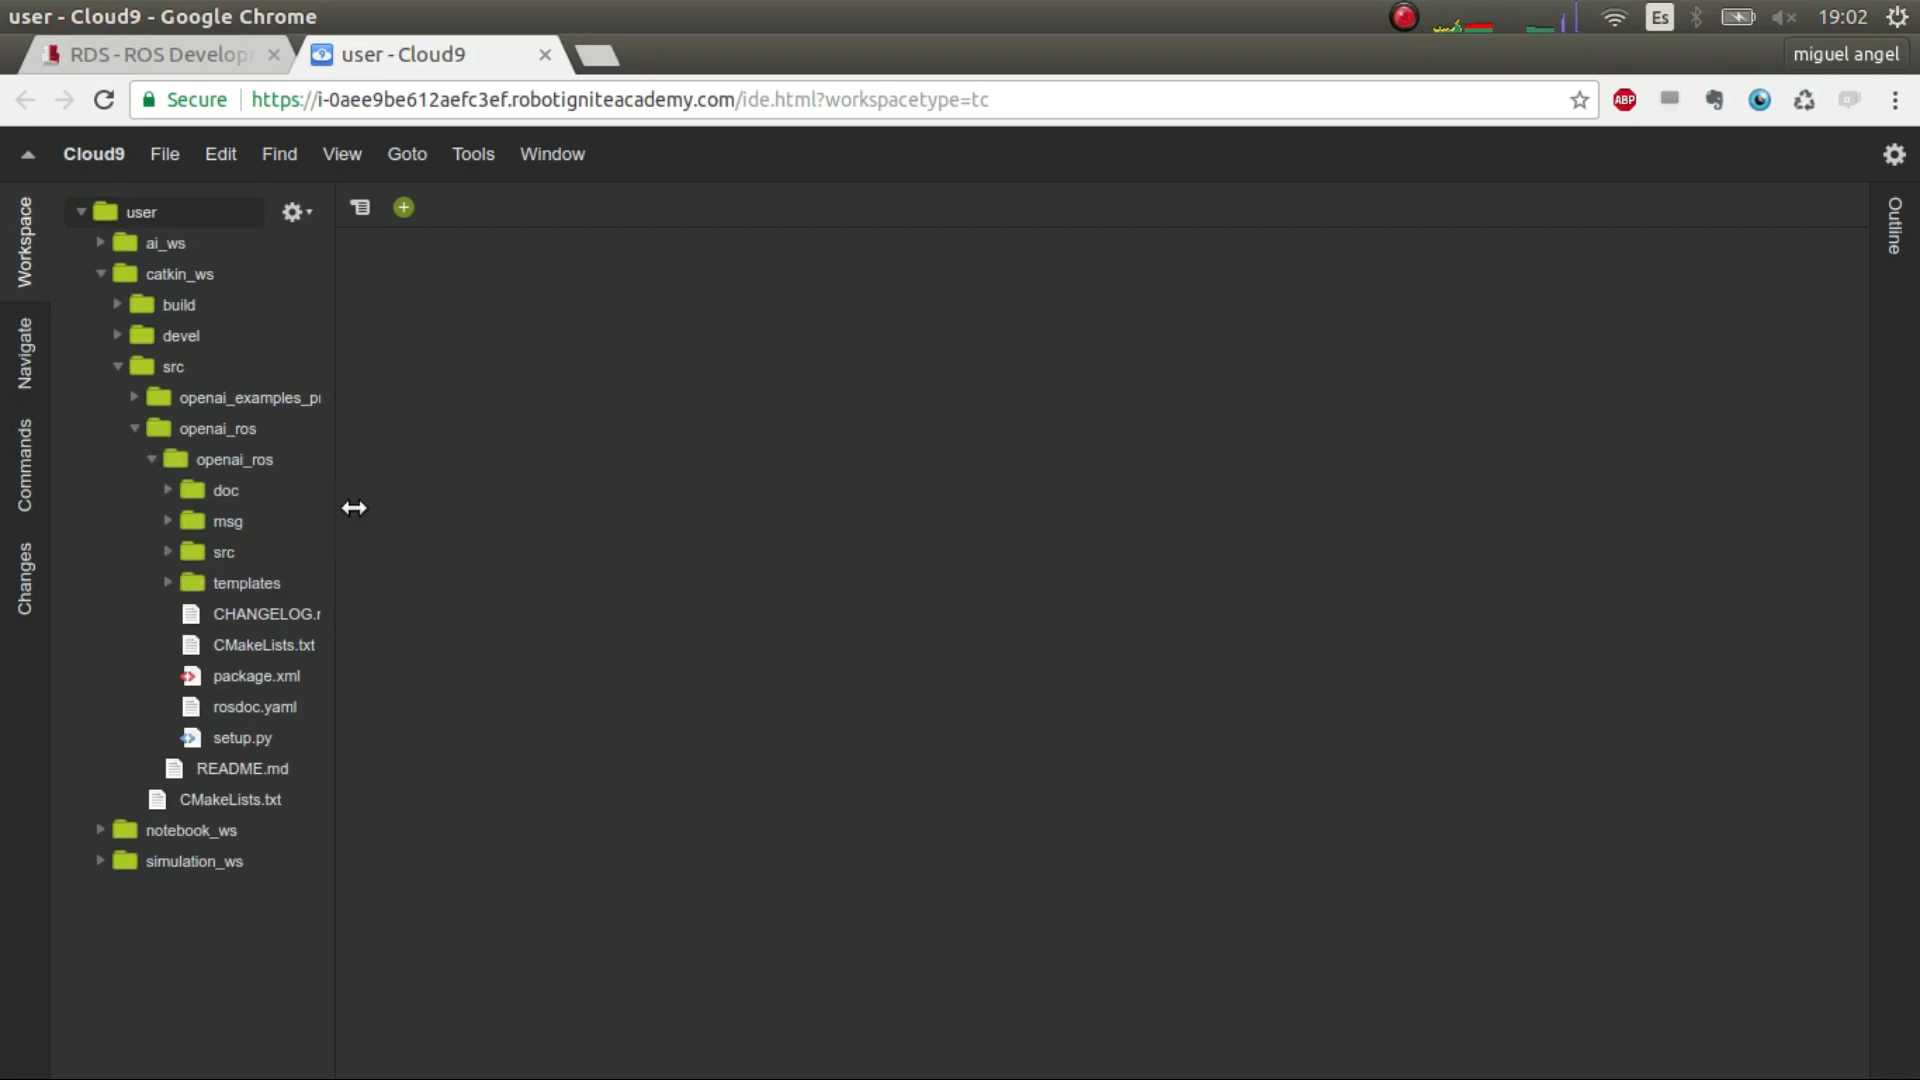 user - Cloud9 - Google Chrome
Es
19:02
RDS - ROS Develop
user - Cloud9
miguel angel
Secure
https://i-0aee9be612aefc3ef.robotigniteacademy.com/ide.html?workspacetype=tc
ABP
Cloud9 File Edit Find View Goto Tools Window
Workspace
Navigate
Commands
Changes
Outline
user
ai_ws
catkin_ws
build
devel
src
openai_examples_pr
openai_ros
openai_ros
doc
msg
src
templates
CHANGELOG.r
CMakeLists.txt
package.xml
rosdoc.yaml
setup.py
README.md
CMakeLists.txt
notebook_ws
simulation_ws